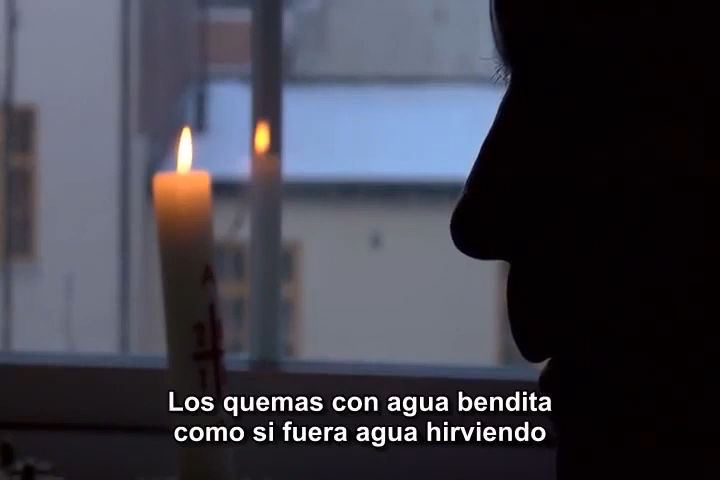 A
Los quemas con agua bendita
como si fuera agua hirviendo